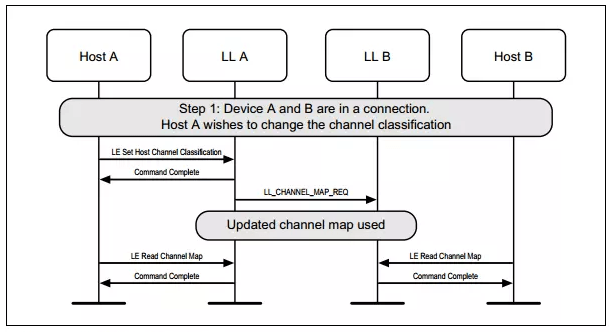 Host A
LL A
LL B
Host B
Step 1: Device A and B are in a connection.
Host A wishes to change the channel classification
LE Set Host Channel Classification
Command Complete
LL_CHANNEL_MAP_REQ
Updated channel map used
LE Read Channel Map
LE Read Channel Map
Command Complete
Command Complete